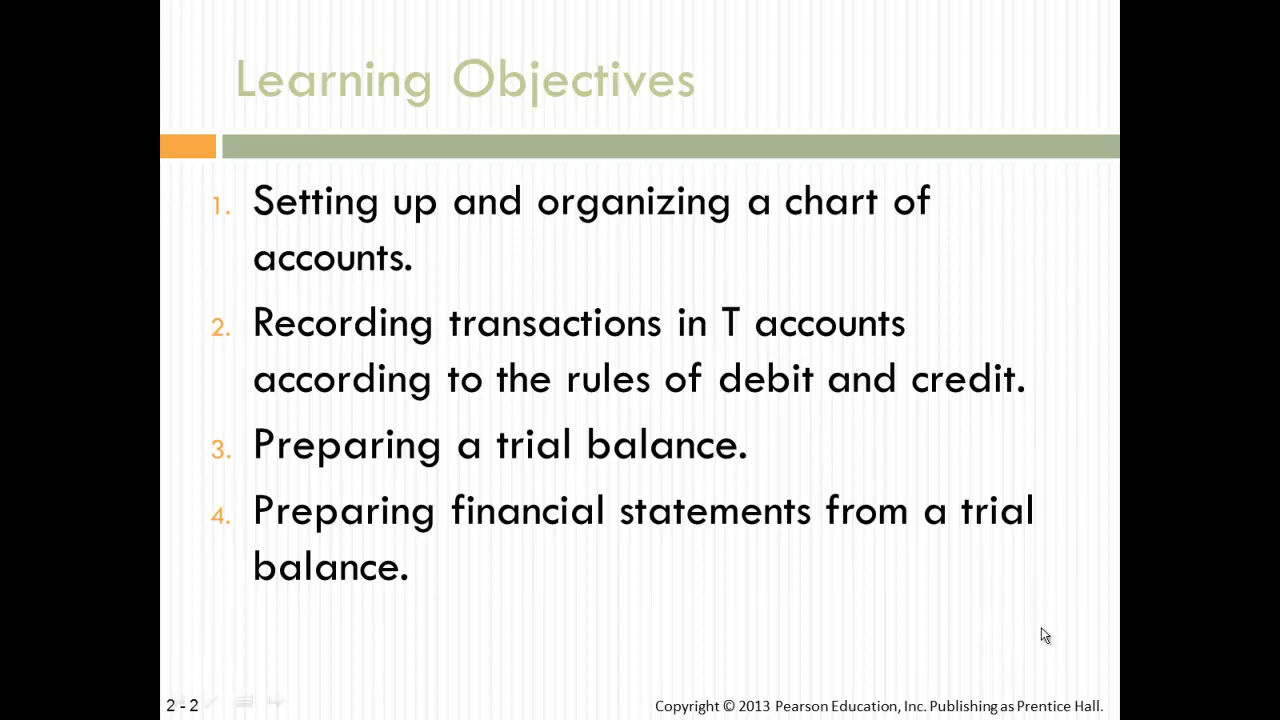 Learning Objectives
1. Setting up and organizing a chart of
accounts.
2. Recording transactions in T accounts
according to the rules of debit and credit.
3. Preparing a trial balance.
4. Preparing financial statements from a trial
balance.
2 - 2
Copyright © 2013 Pearson Education, Inc. Publishing as Prentice Hall.